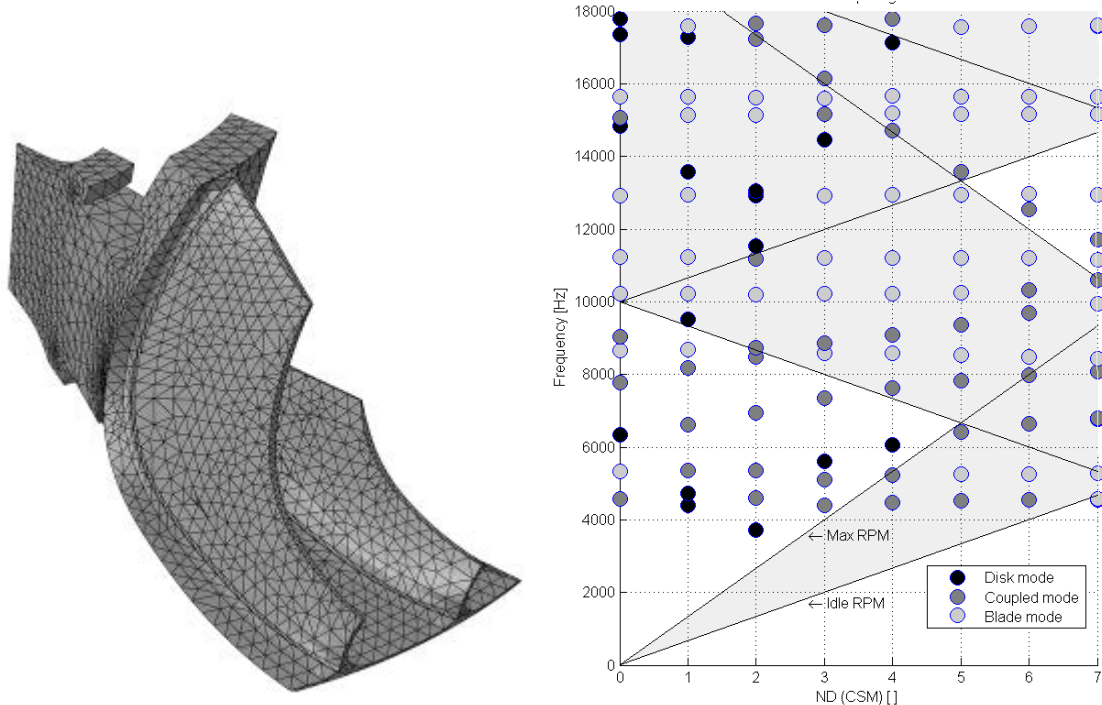 18000
16000
14000
12000
10000
8000
6000
4000
2000
0
Frequency [Hz]
← Max RPM
← Idle RPM
Disk mode
Coupled mode
Blade mode
0 1 2 3 4 5 6 7
ND (CSM) [ ]